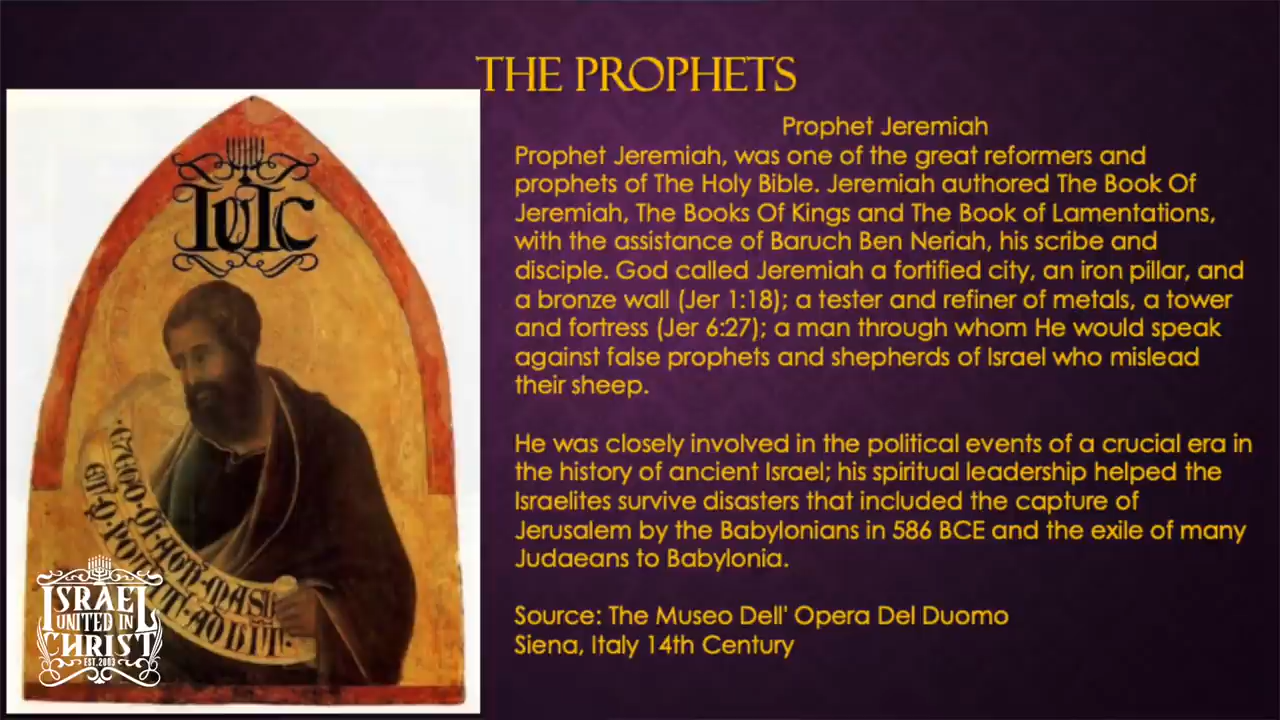 THE PROPHETS
Prophet Jeremiah
Prophet Jeremiah, was one of the great reformers and
prophets of The Holy Bible. Jeremiah authored The Book Of
Jeremiah, The Books Of Kings and The Book of Lamentations,
with the assistance of Baruch Ben Neriah, his scribe and
disciple. God called Jeremiah a fortified city, an iron pillar, and
a bronze wall (Jer 1:18); a tester and refiner of metals, a tower
and fortress (Jer 6:27); a man through whom He would speak
against false prophets and shepherds of Israel who mislead
their sheep.
He was closely involved in the political events of a crucial era in
the history of ancient Israel; his spiritual leadership helped the
Israelites survive disasters that included the capture of
Jerusalem by the Babylonians in 586 BCE and the exile of many
Judaeans to Babylonia.
Source: The Museo Dell' Opera Del Duomo
Siena, Italy 14th Century
IUIC
ISRAEL
UNITED IN
CHRIST
EST. 2003